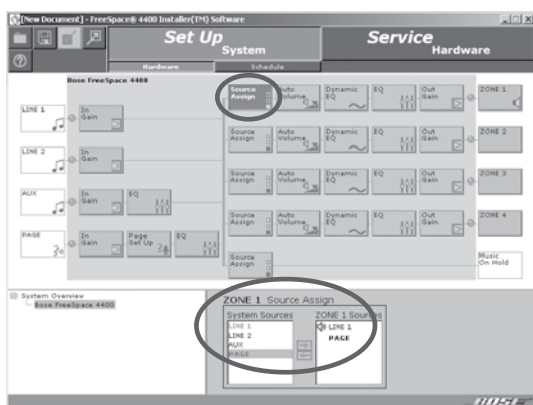 [New Document] - FreeSpace® 4400 Installer(TM) Software
Set Up
System
Service
Hardware
Hardware
Schedule
Bose FreeSpace 4400
LINE 1
In Gain
Source Assign
Auto Volume
Dynamic EQ
EQ
Out Gain
ZONE 1
LINE 2
In Gain
Source Assign
Auto Volume
Dynamic EQ
EQ
Out Gain
ZONE 2
Source Assign
Auto Volume
Dynamic EQ
EQ
Out Gain
ZONE 3
AUX
In Gain
EQ
Source Assign
Auto Volume
Dynamic EQ
EQ
Out Gain
ZONE 4
PAGE
In Gain
Page Set Up
EQ
Source Assign
Music On Hold
System Overview
Bose FreeSpace 4400
ZONE 1 Source Assign
System Sources
LINE 1
LINE 2
AUX
PAGE
ZONE 1 Sources
LINE 1
PAGE
BOSE